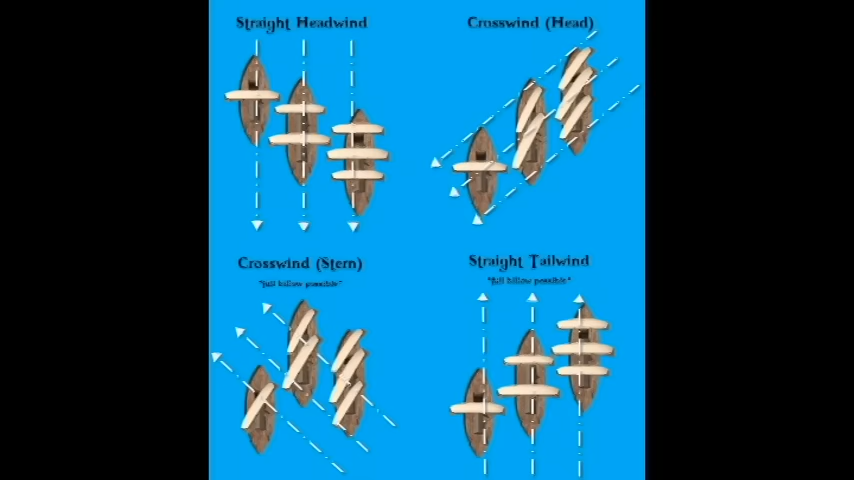 Straight Headwind
Crosswind (Head)
Crosswind (Stern)
"full billow possible"
Straight Tailwind
"full billow possible"